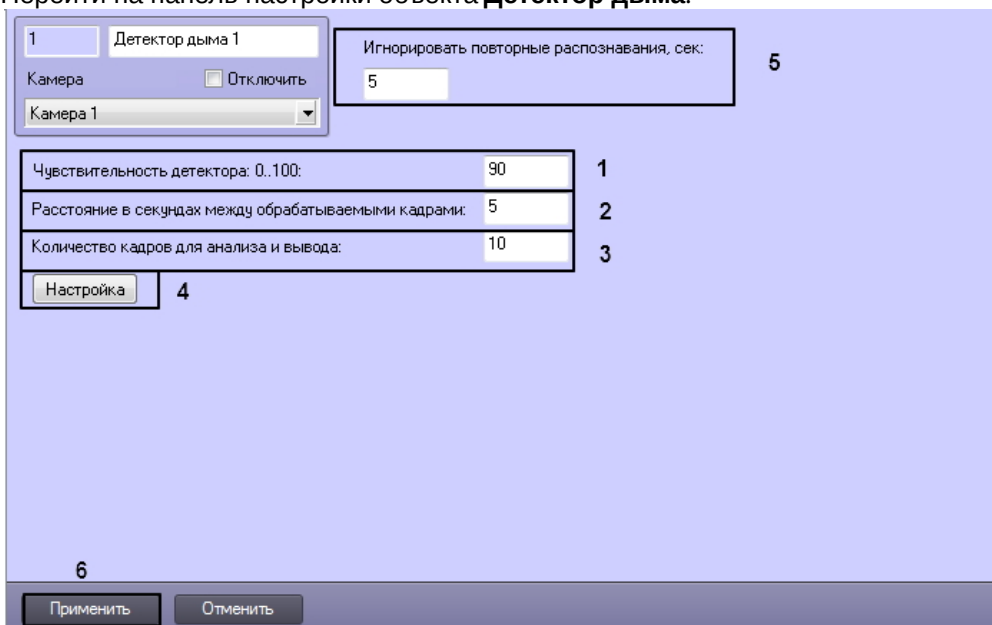 Перейти на панель настройки объекта Детектор дыма.
1 Детектор дыма 1
Игнорировать повторные распознавания, сек:
5
Камера Отключить
5
Камера 1
Чувствительность детектора: 0..100: 90 1
Расстояние в секундах между обрабатываемыми кадрами: 5 2
Количество кадров для анализа и вывода: 10 3
Настройка 4
6
Применить Отменить